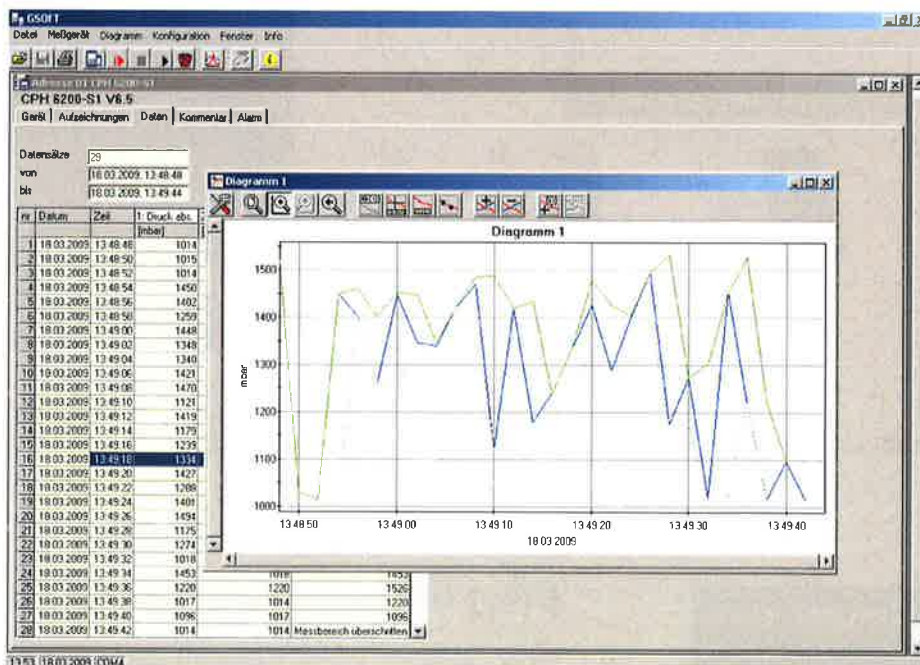 GSOFT
Datei Meßgerät Diagramm Konfiguration Fenster Info
Adresse 01 CPH 6200-S1
CPH 6200-S1 V6.5
Gerät Aufzeichnungen Daten Kommentar Alarm
Datensätze 29
von 18.03.2009, 13:48:48
bis 18.03.2009, 13:49:44
nr Datum Zeit 1: Druck abs.
[mbar]
1 18.03.2009 13:48:48 1014
2 18.03.2009 13:48:50 1015
3 18.03.2009 13:48:52 1014
4 18.03.2009 13:48:54 1450
5 18.03.2009 13:48:56 1402
6 18.03.2009 13:48:58 1259
7 18.03.2009 13:49:00 1448
8 18.03.2009 13:49:02 1348
9 18.03.2009 13:49:04 1340
10 18.03.2009 13:49:06 1421
11 18.03.2009 13:49:08 1470
12 18.03.2009 13:49:10 1121
13 18.03.2009 13:49:12 1419
14 18.03.2009 13:49:14 1179
15 18.03.2009 13:49:16 1239
16 18.03.2009 13:49:18 1334
17 18.03.2009 13:49:20 1427
18 18.03.2009 13:49:22 1288
19 18.03.2009 13:49:24 1401
20 18.03.2009 13:49:26 1494
21 18.03.2009 13:49:28 1175
22 18.03.2009 13:49:30 1274
23 18.03.2009 13:49:32 1018
24 18.03.2009 13:49:34 1453 1018 1453
25 18.03.2009 13:49:36 1220 1220 1526
26 18.03.2009 13:49:38 1017 1014 1220
27 18.03.2009 13:49:40 1096 1017 1096
28 18.03.2009 13:49:42 1014 1014 Messbereich überschritten
Diagramm 1
Diagramm 1
1500
1400
1300
1200
1100
1000
mbar
13:48:50 13:49:00 13:49:10 13:49:20 13:49:30 13:49:40
18.03.2009
13:53 18.03.2009 COM4